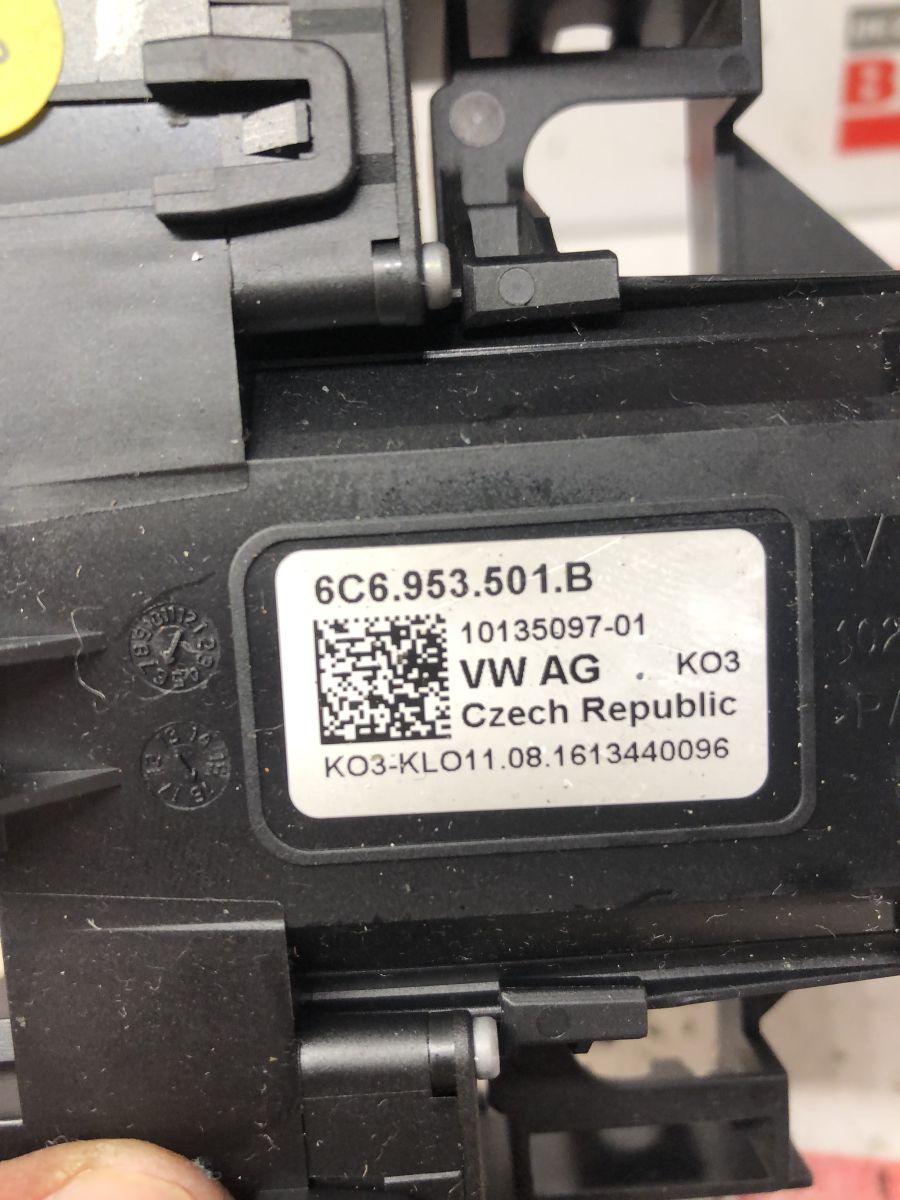 6C6.953.501.B
10135097-01
VW AG
KO3
Czech Republic
KO3-KLO11.08.1613440096